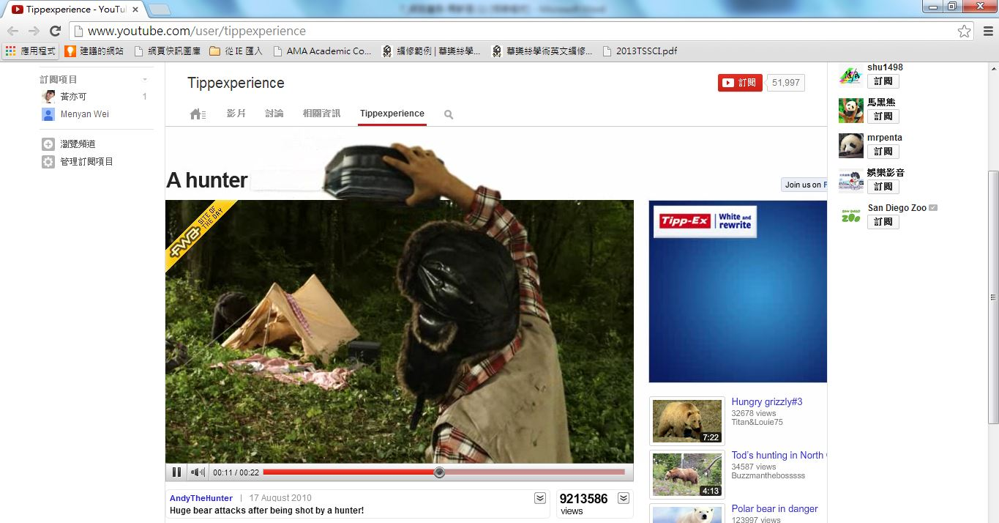 Tippexperience - YouTu
www.youtube.com/user/tippexperience
應用程式 建議的網站 網頁快訊圖庫 從 IE 匯入 AMA Academic Co... 編修範例 | 華樂絲學... 華樂絲學術英文編修... 2013TSSCI.pdf
訂閱項目
黃亦可 1
Menyan Wei
瀏覽頻道
管理訂閱項目
Tippexperience
訂閱 51,997
影片 討論 相關資訊 Tippexperience
A hunter
Join us on F
SITE OF
THE DAY
FWA
00:11 / 00:22
AndyTheHunter | 17 August 2010
Huge bear attacks after being shot by a hunter!
9213586
views
Tipp-Ex White and
rewrite
Hungry grizzly#3
32678 views
Titan&Louie75
7:22
Tod's hunting in North
34587 views
Buzzmanthebosssss
4:13
Polar bear in danger
123997 views
shu1498
訂閱
馬黑熊
訂閱
mrpenta
訂閱
娛樂影音
訂閱
SAN DIEGO
ZOO
San Diego Zoo
訂閱